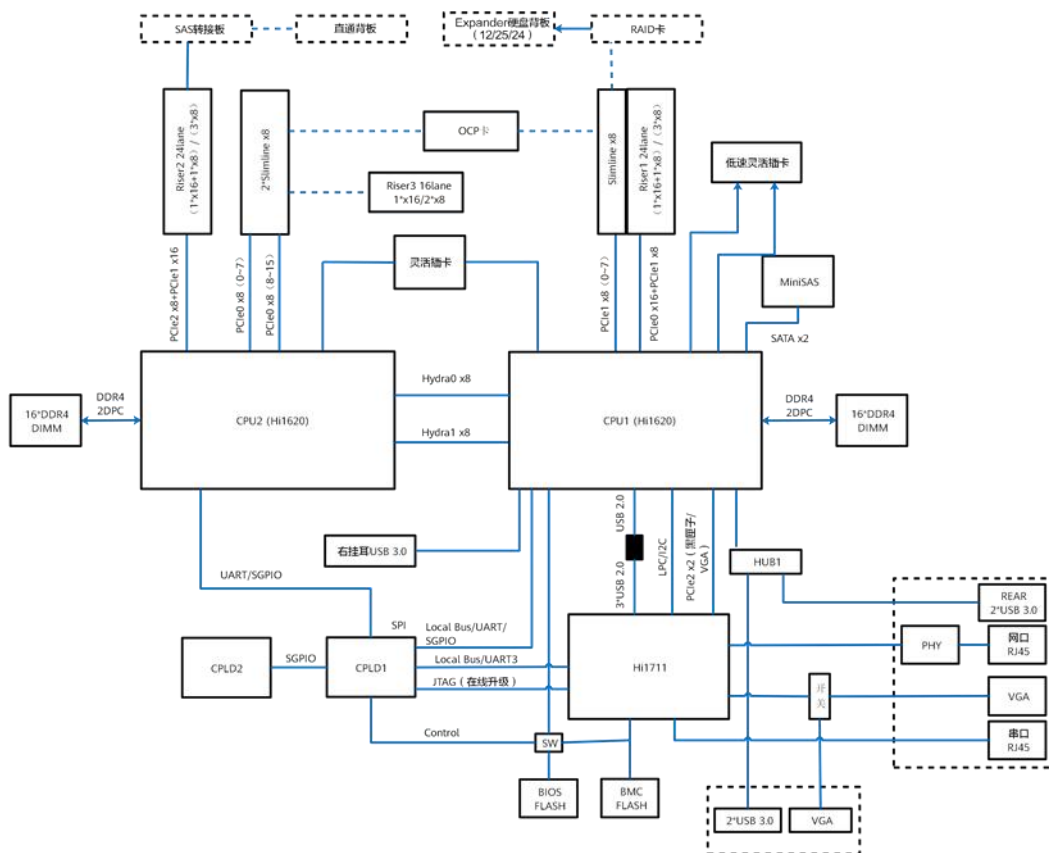 SAS转接板
直通背板
Expander硬盘背板
(12/25/24)
RAID卡
Riser2 24lane
(1*x16+1*x8) / (3*x8)
2*Slimline x8
OCP 卡
Slimline x8
Riser1 24lane
(1*x16+1*x8) / (3*x8)
低速灵活插卡
Riser3 16lane
1*x16/2*x8
灵活插卡
MiniSAS
PCIe2 x8+PCIe1 x16
PCIe0 x8 (0~7)
PCIe0 x8 (8~15)
PCIe1 x8 (0~7)
PCIe0 x16+PCIe1 x8
SATA x2
16*DDR4
DIMM
DDR4
2DPC
CPU2 (Hi1620)
Hydra0 x8
Hydra1 x8
CPU1 (Hi1620)
DDR4
2DPC
16*DDR4
DIMM
右挂耳USB 3.0
USB 2.0
3*USB 2.0
LPC/I2C
PCIe2 x2 (黑匣子/
VGA)
HUB1
UART/SGPIO
REAR
2*USB 3.0
SPI
Local Bus/UART/
SGPIO
CPLD2
SGPIO
CPLD1
Local Bus/UART3
JTAG (在线升级)
Hi1711
PHY
网口
RJ45
开
关
VGA
Control
SW
串口
RJ45
BIOS
FLASH
BMC
FLASH
2*USB 3.0
VGA